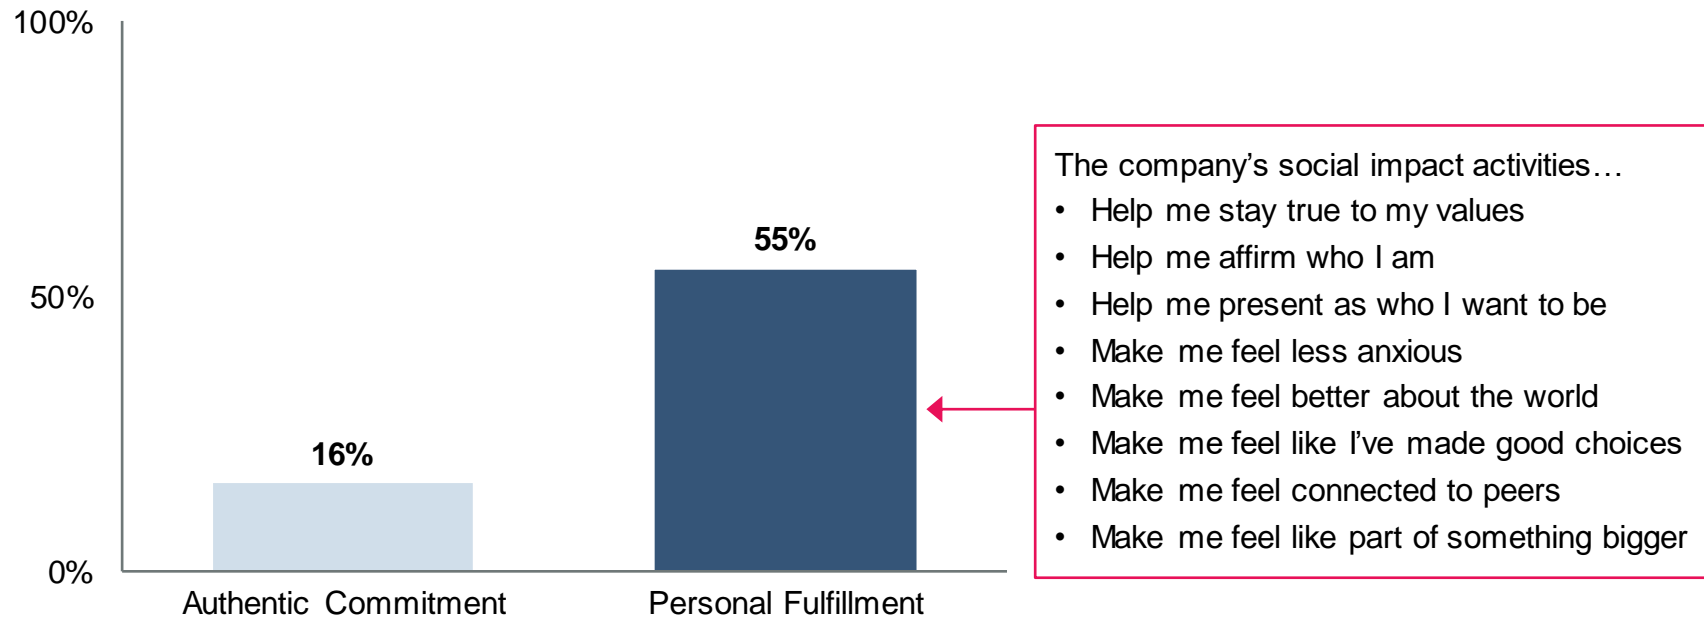 100%
50%
0%
16%
55%
Authentic Commitment
Personal Fulfillment
The company’s social impact activities…
• Help me stay true to my values
• Help me affirm who I am
• Help me present as who I want to be
• Make me feel less anxious
• Make me feel better about the world
• Make me feel like I’ve made good choices
• Make me feel connected to peers
• Make me feel like part of something bigger